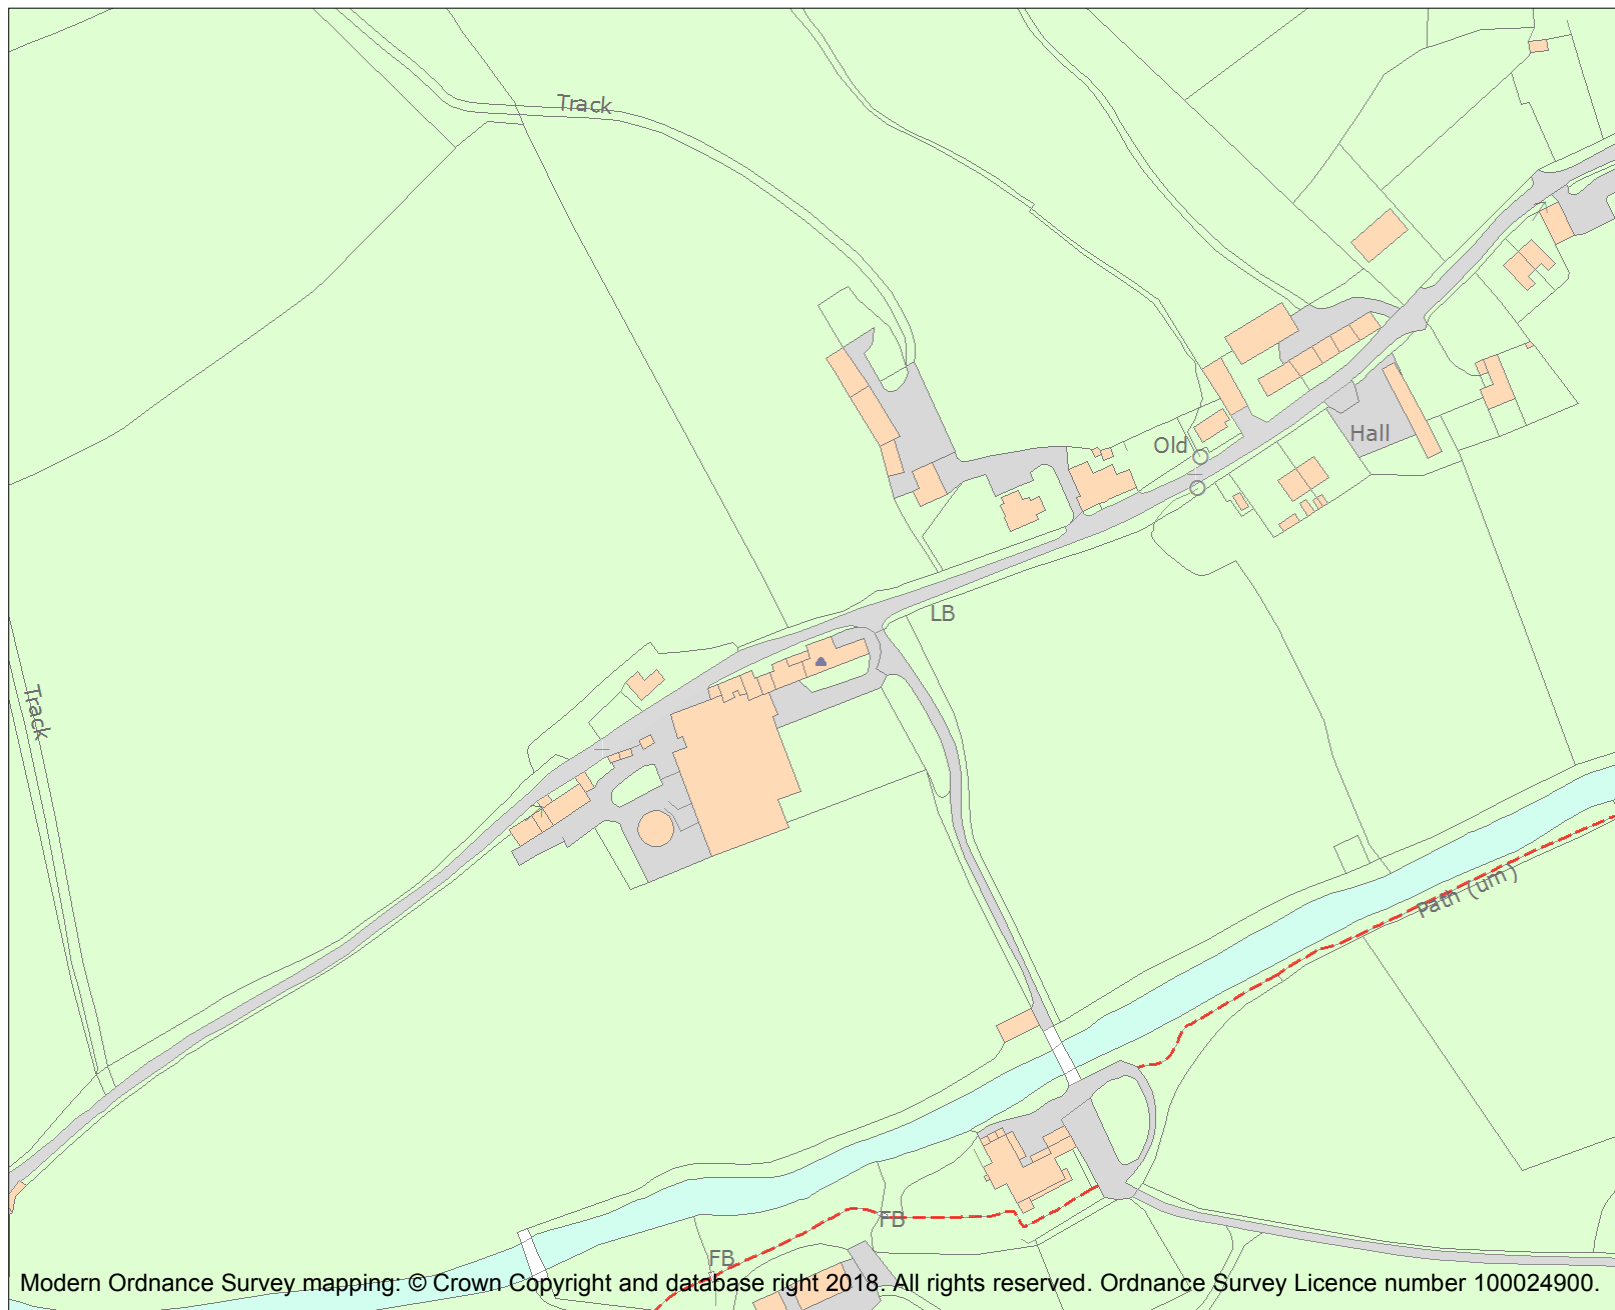 Track
Old
Hall
LB
Track
Path (um)
FB
FB
Modern Ordnance Survey mapping: © Crown Copyright and database right 2018. All rights reserved. Ordnance Survey Licence number 100024900.